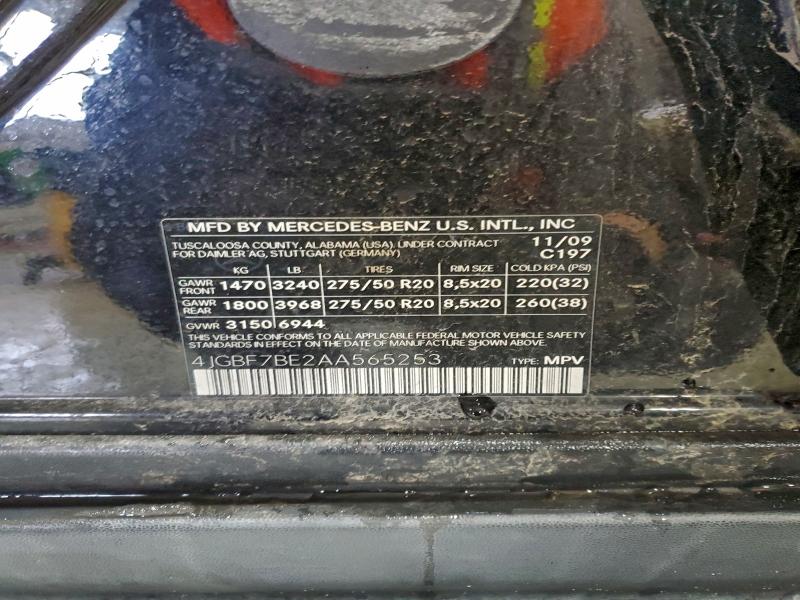 MFD BY MERCEDES-BENZ U.S. INTL., INC
TUSCALOOSA COUNTY, ALABAMA (USA), UNDER CONTRACT 11/09
FOR DAIMLER AG, STUTTGART (GERMANY) C197
KG LB TIRES RIM SIZE COLD KPA (PSI)
GAWR FRONT 1470 3240 275/50 R20 8,5x20 220(32)
GAWR REAR 1800 3968 275/50 R20 8,5x20 260(38)
GVWR 3150 6944
THIS VEHICLE CONFORMS TO ALL APPLICABLE FEDERAL MOTOR VEHICLE SAFETY
STANDARDS IN EFFECT ON THE DATE OF MANUFACTURE SHOWN ABOVE.
4JGBF7BE2AA565253 TYPE: MPV